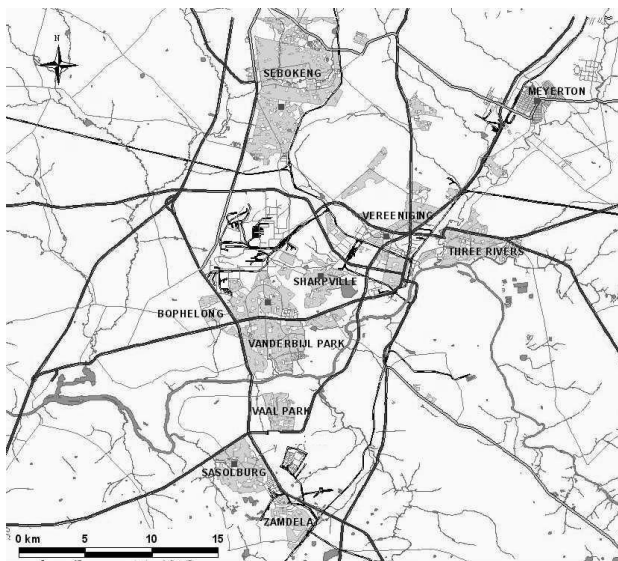 N
SEBOKENG
MEYERTON
VEREENIGING
THREE RIVERS
SHARPVILLE
BOPHELONG
VANDERBIJL PARK
VAAL PARK
SASOLBURG
ZAMDELA
0 km 5 10 15